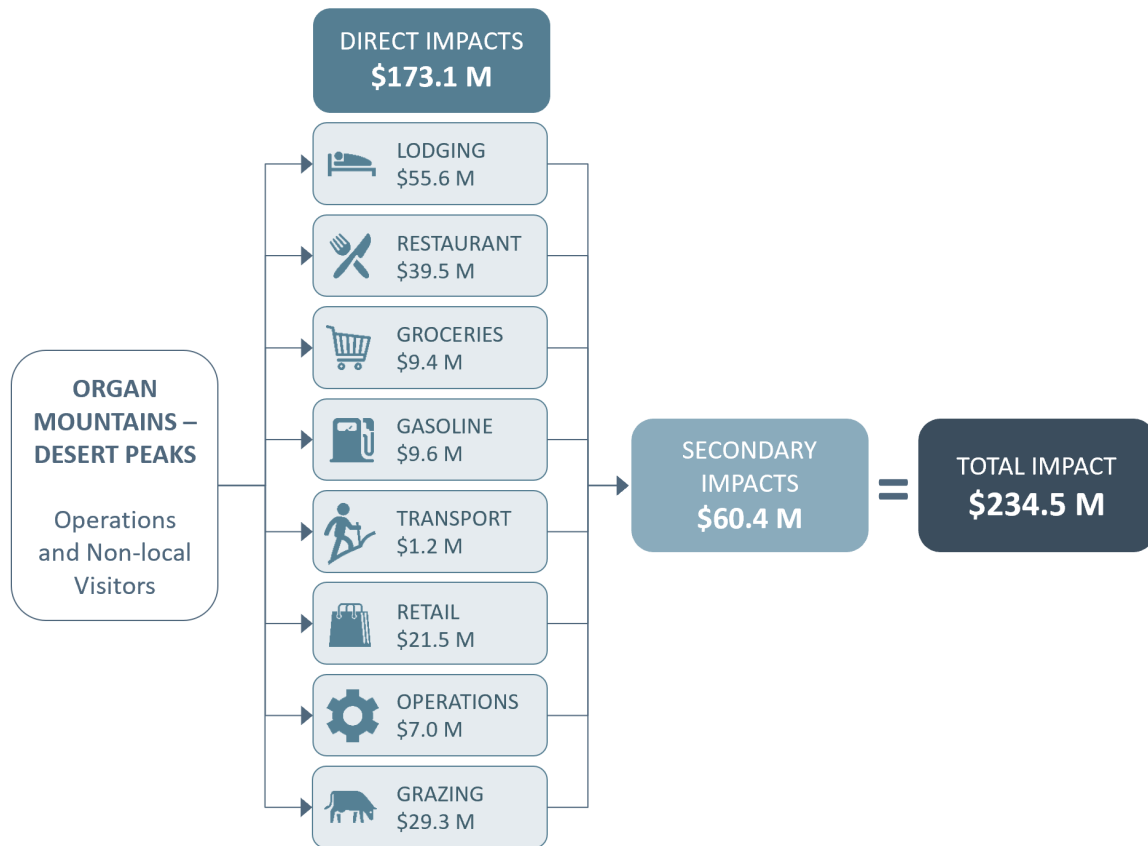 DIRECT IMPACTS
$173.1 M
LODGING
$55.6 M
RESTAURANT
$39.5 M
GROCERIES
$9.4 M
GASOLINE
$9.6 M
TRANSPORT
$1.2 M
RETAIL
$21.5 M
OPERATIONS
$7.0 M
GRAZING
$29.3 M
ORGAN
MOUNTAINS –
DESERT PEAKS
Operations
and Non-local
Visitors
SECONDARY
IMPACTS
$60.4 M
=
TOTAL IMPACT
$234.5 M